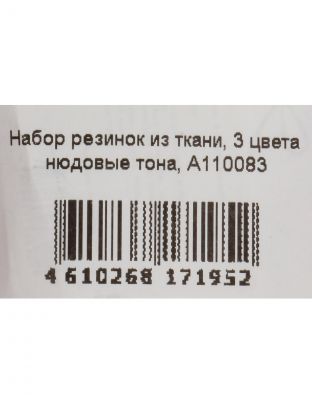 Набор резинок из ткани, 3 цвета
нюдовые тона, А110083
4 610268 171952